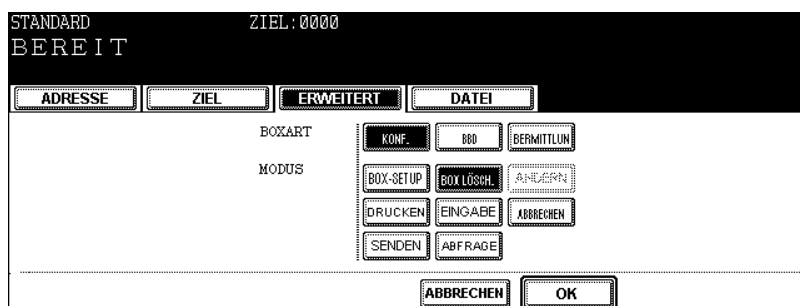 STANDARD ZIEL:0000
BEREIT
ADRESSE ZIEL ERWEITERT DATEI
BOXART KONF. BBD BERMITTLUN
MODUS BOX-SETUP BOX LÖSCH. ÄNDERN
DRUCKEN EINGABE ABBRECHEN
SENDEN ABFRAGE
ABBRECHEN OK